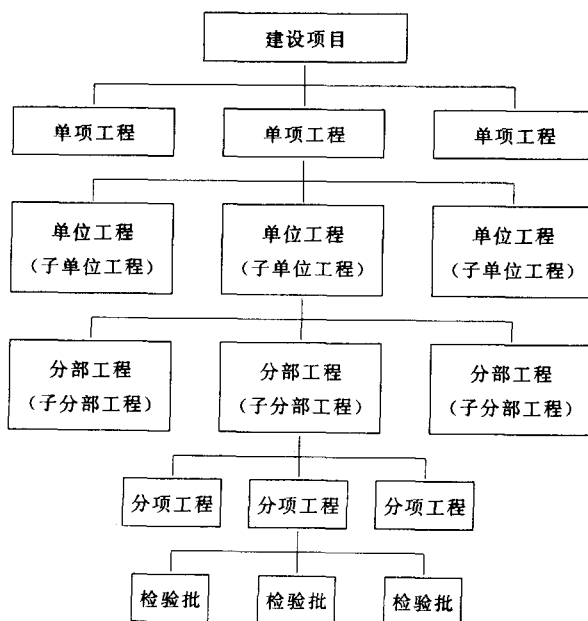 建设项目
单项工程
单项工程
单项工程
单位工程
（子单位工程）
单位工程
（子单位工程）
单位工程
（子单位工程）
分部工程
（子分部工程）
分部工程
（子分部工程）
分部工程
（子分部工程）
分项工程
分项工程
分项工程
检验批
检验批
检验批